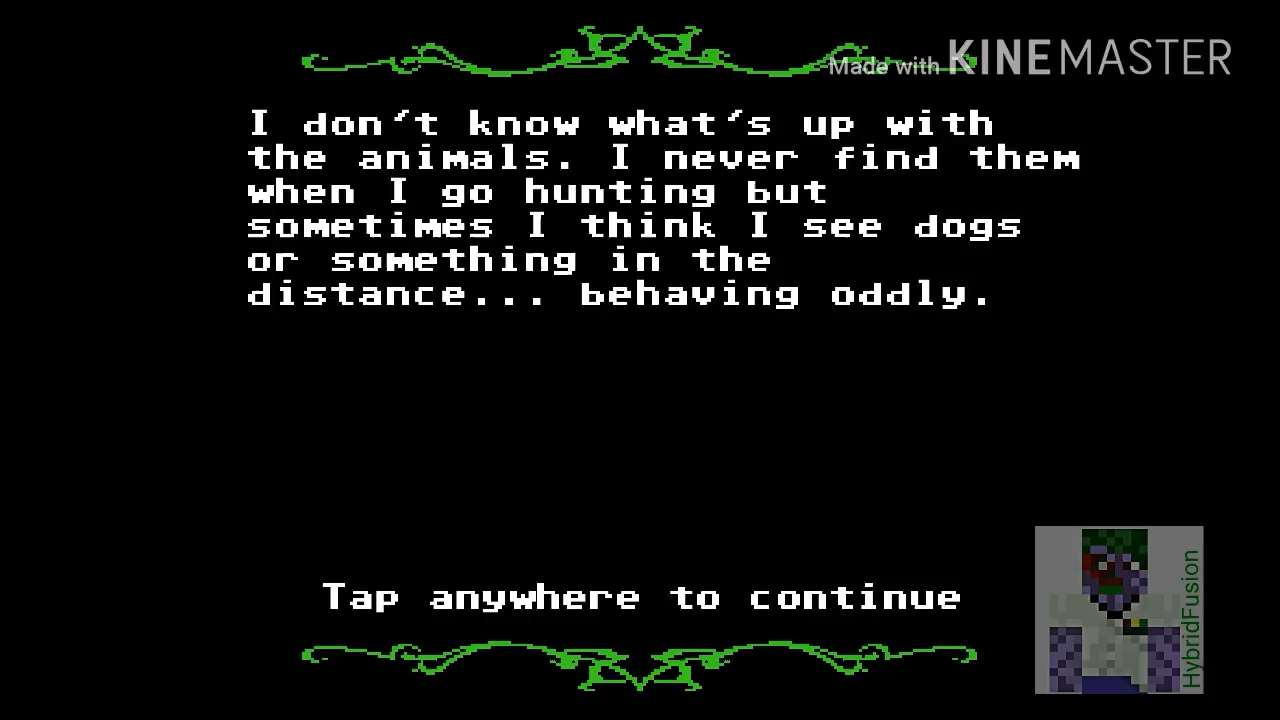 Made with KINEMASTER
I don't know what's up with
the animals. I never find them
when I go hunting but
sometimes I think I see dogs
or something in the
distance... behaving oddly.
Tap anywhere to continue
HybridFusion